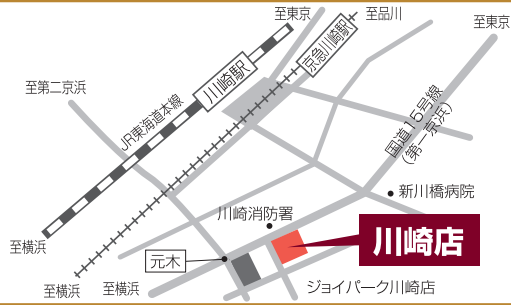 至東京
至品川
至東京
京急川崎駅
川崎駅
至第二京浜
JR東海道本線
国道15号線
(第一京浜)
新川橋病院
川崎消防署
川崎店
至横浜
元木
至横浜
至横浜
ジョイパーク川崎店